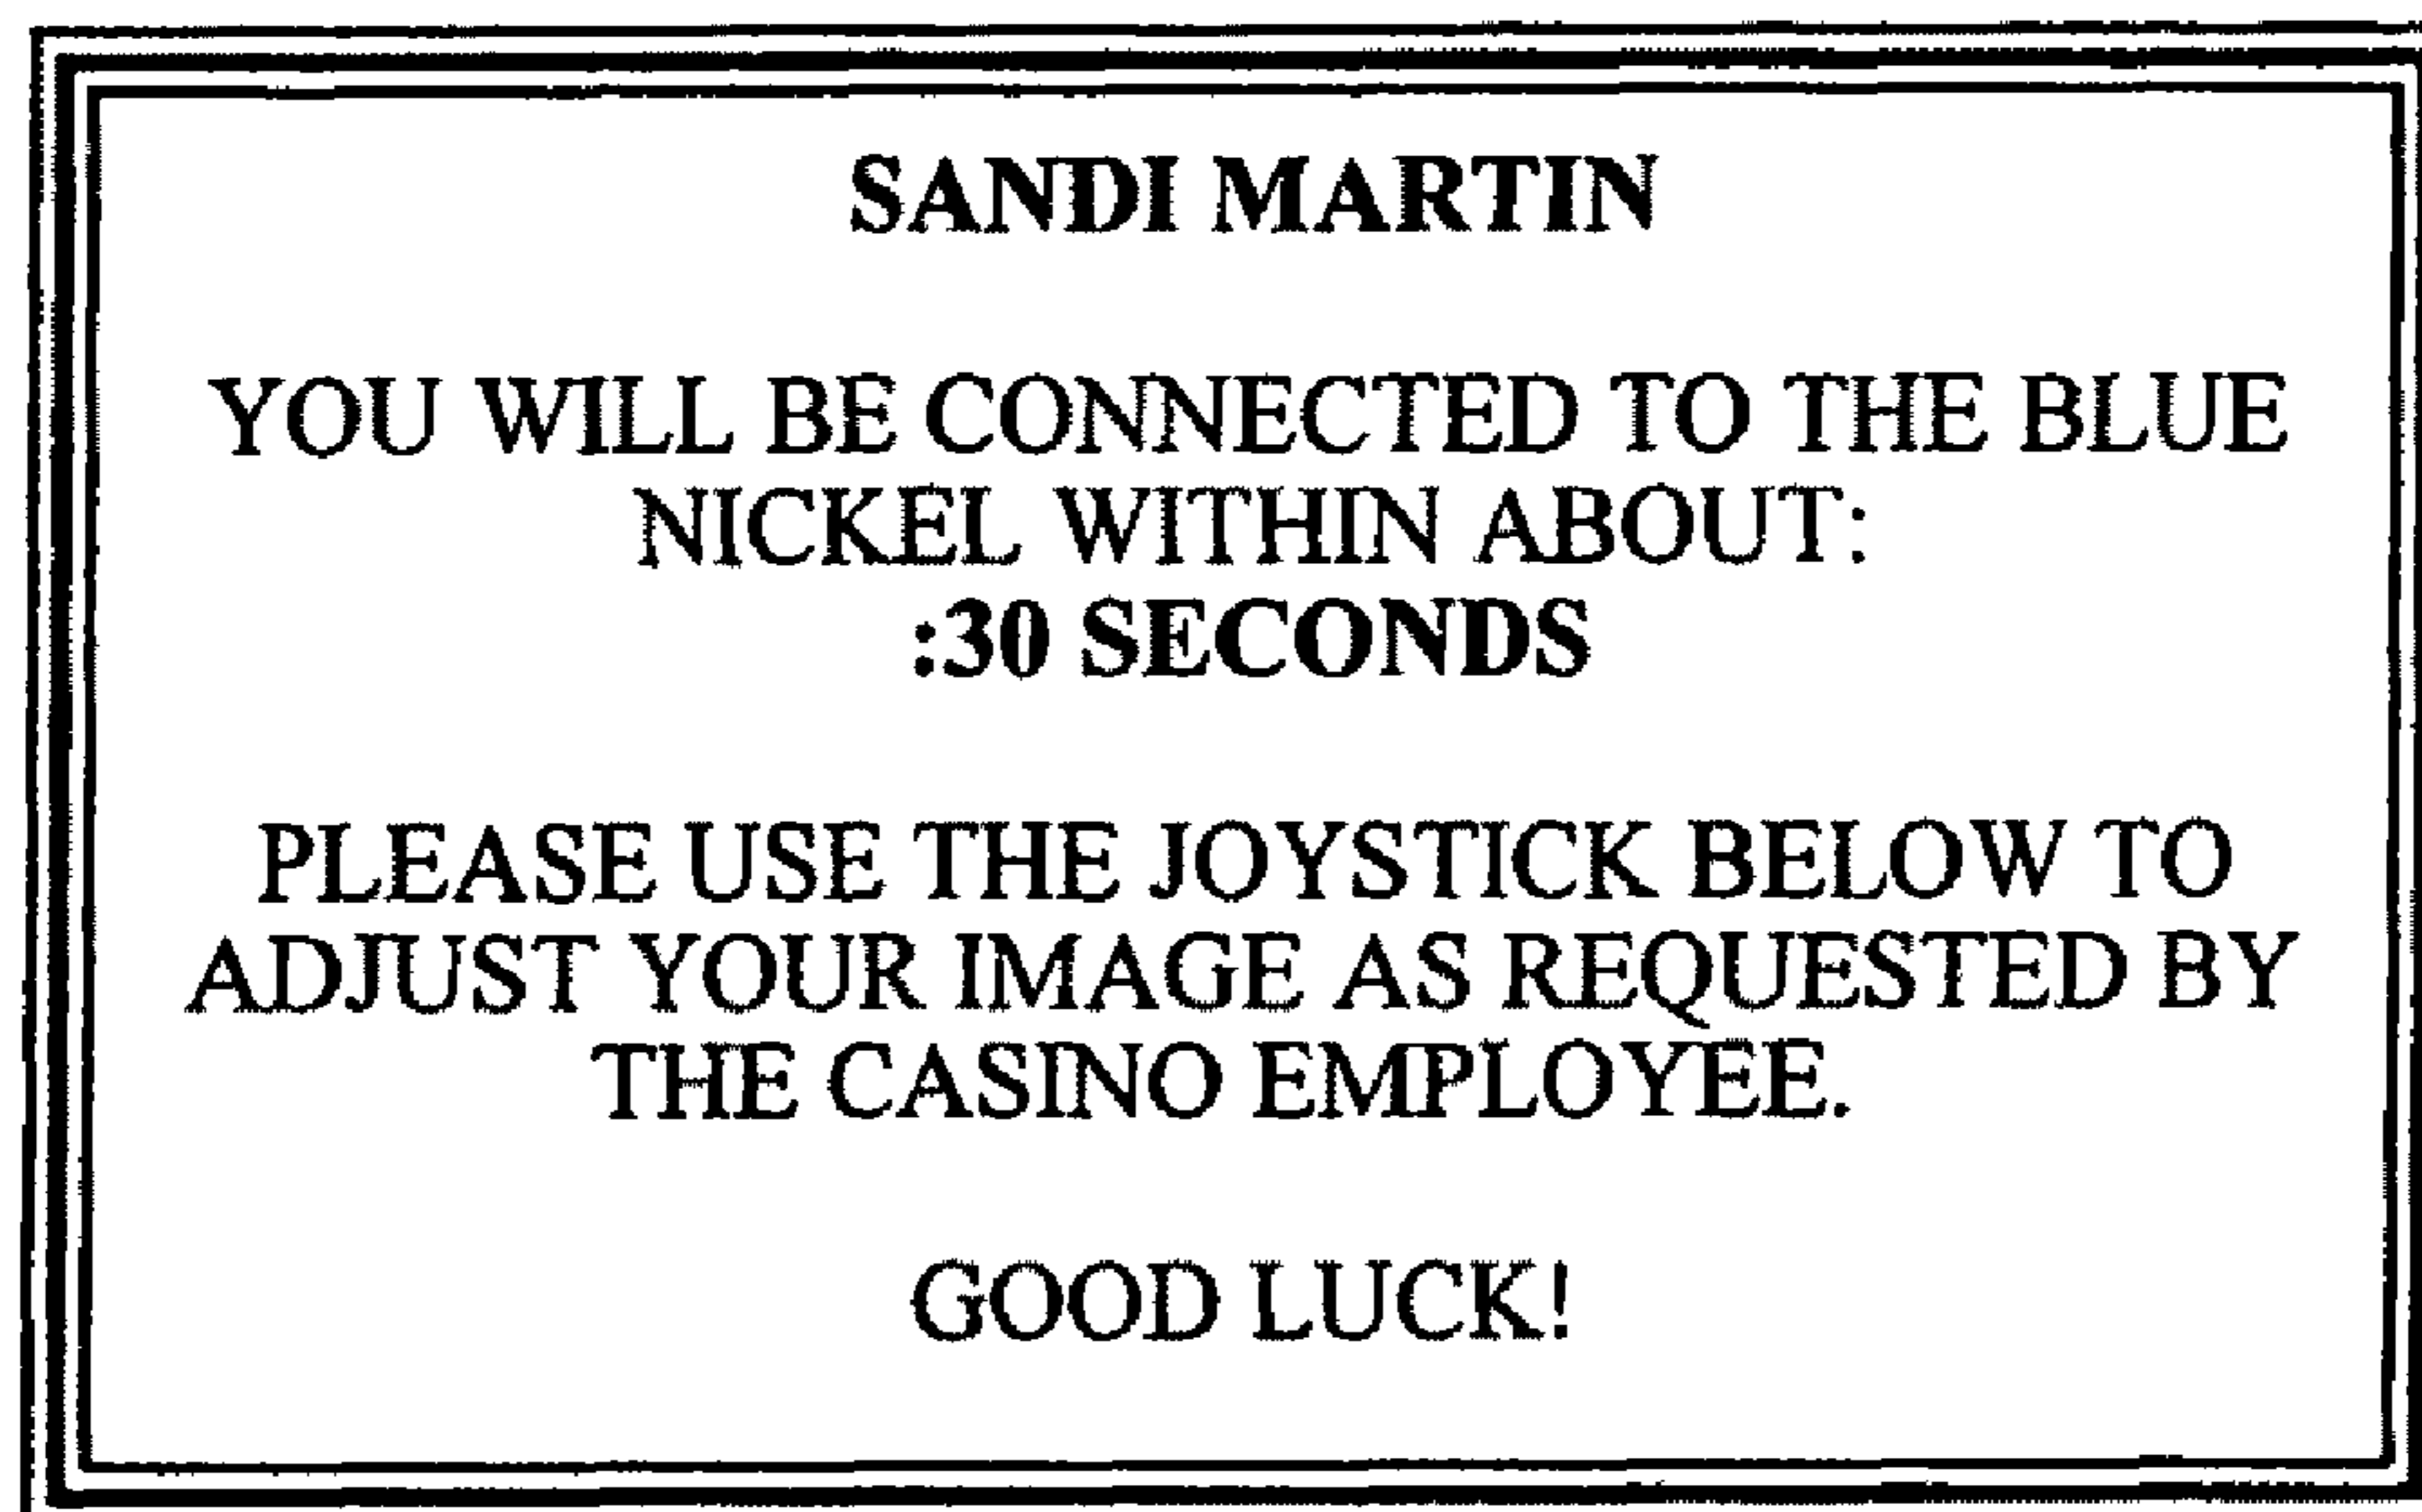 SANDI MARTIN
YOU WILL BE CONNECTED TO THE BLUE
NICKEL WITHIN ABOUT:
:30 SECONDS
PLEASE USE THE JOYSTICK BELOW TO
ADJUST YOUR IMAGE AS REQUESTED BY
THE CASINO EMPLOYEE.
GOOD LUCK!